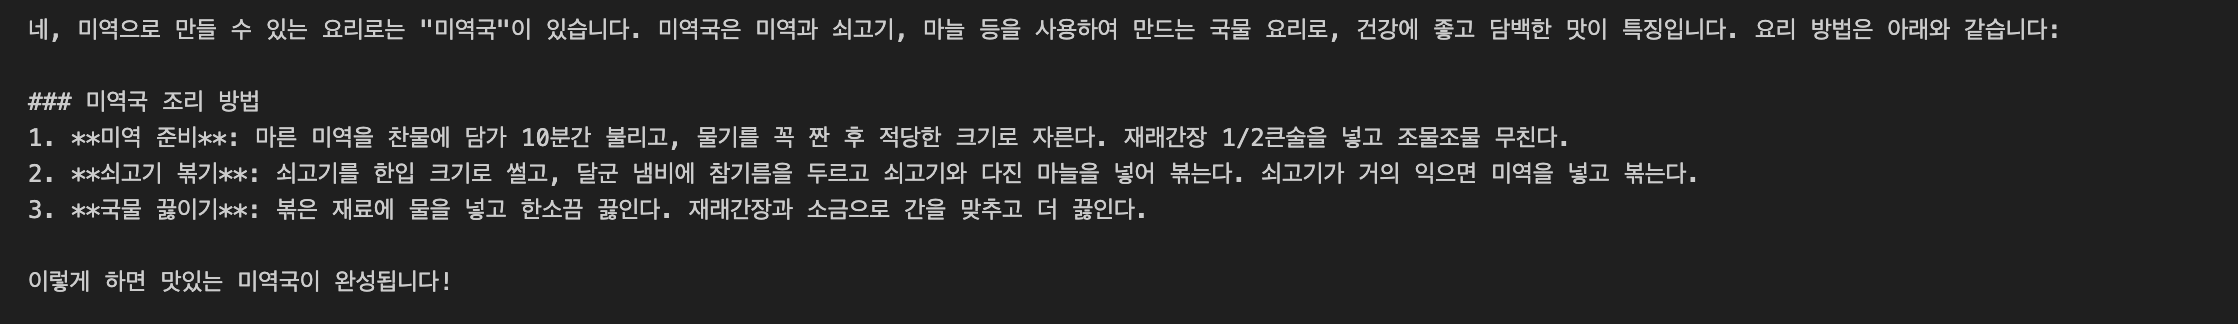 네, 미역으로 만들 수 있는 요리로는 "미역국"이 있습니다. 미역국은 미역과 쇠고기, 마늘 등을 사용하여 만드는 국물 요리로, 건강에 좋고 담백한 맛이 특징입니다. 요리 방법은 아래와 같습니다:
### 미역국 조리 방법
1. **미역 준비**: 마른 미역을 찬물에 담가 10분간 불리고, 물기를 꼭 짠 후 적당한 크기로 자른다. 재래간장 1/2큰술을 넣고 조물조물 무친다.
2. **쇠고기 볶기**: 쇠고기를 한입 크기로 썰고, 달군 냄비에 참기름을 두르고 쇠고기와 다진 마늘을 넣어 볶는다. 쇠고기가 거의 익으면 미역을 넣고 볶는다.
3. **국물 끓이기**: 볶은 재료에 물을 넣고 한소끔 끓인다. 재래간장과 소금으로 간을 맞추고 더 끓인다.
이렇게 하면 맛있는 미역국이 완성됩니다!